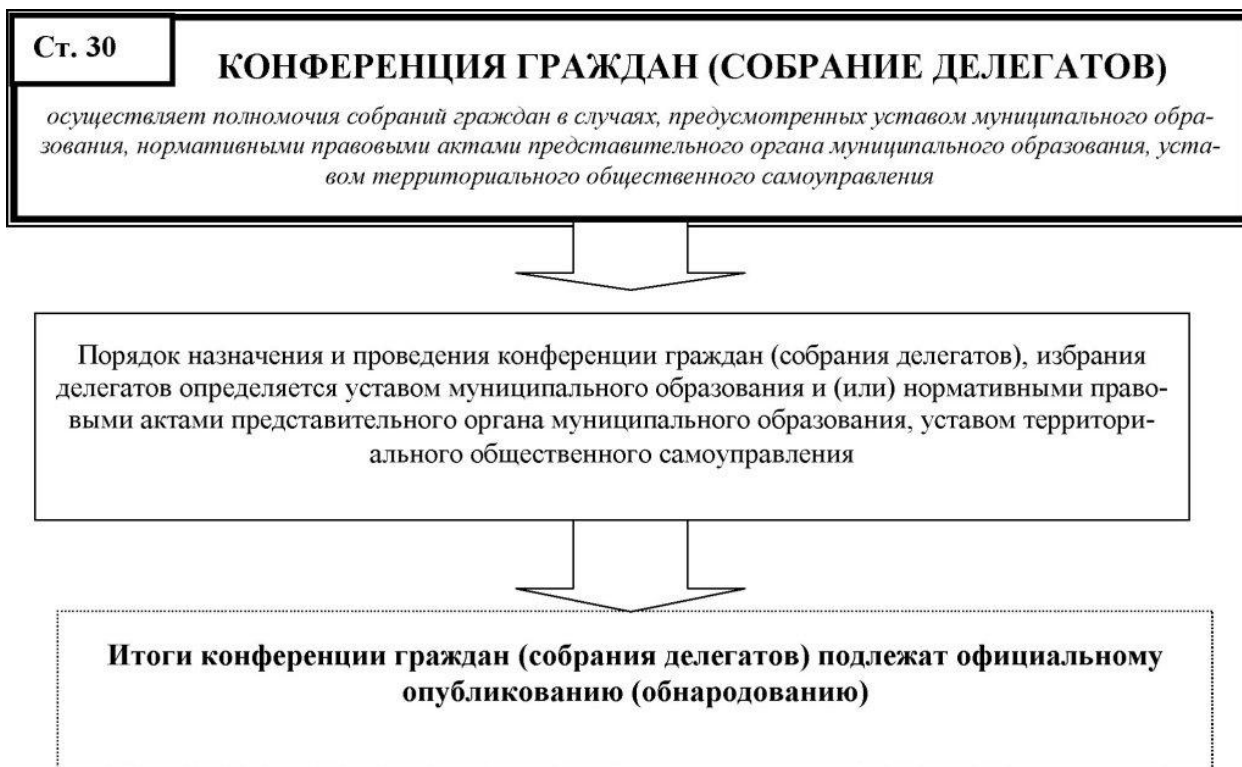 Ст. 30
КОНФЕРЕНЦИЯ ГРАЖДАН (СОБРАНИЕ ДЕЛЕГАТОВ)
осуществляет полномочия собраний граждан в случаях, предусмотренных уставом муниципального обра-
зования, нормативными правовыми актами представительного органа муниципального образования, уста-
вом территориального общественного самоуправления
Порядок назначения и проведения конференции граждан (собрания делегатов), избрания
делегатов определяется уставом муниципального образования и (или) нормативными право-
выми актами представительного органа муниципального образования, уставом территори-
ального общественного самоуправления
Итоги конференции граждан (собрания делегатов) подлежат официальному
опубликованию (обнародованию)